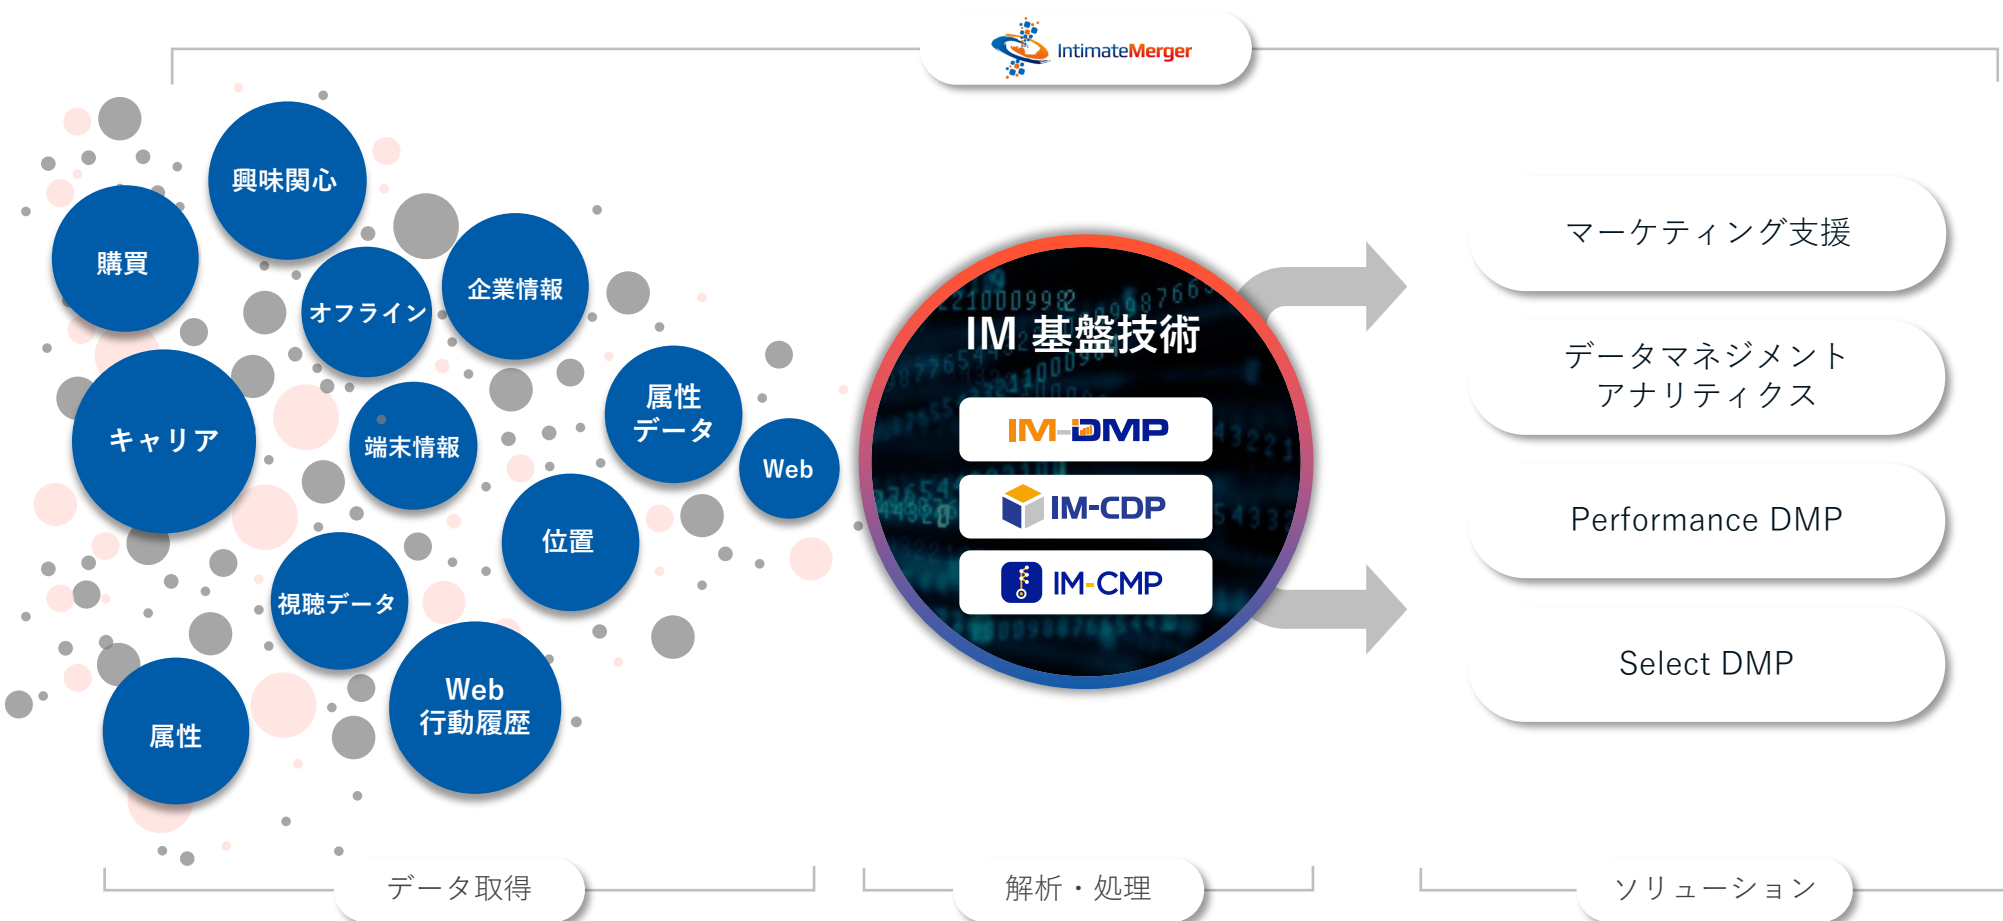 IntimateMerger
興味関心
購買
オフライン
企業情報
キャリア
端末情報
属性
データ
Web
位置
視聴データ
Web
行動履歴
属性
IM 基盤技術
IM-DMP
IM-CDP
IM-CMP
マーケティング支援
データマネジメント
アナリティクス
Performance DMP
Select DMP
データ取得
解析・処理
ソリューション